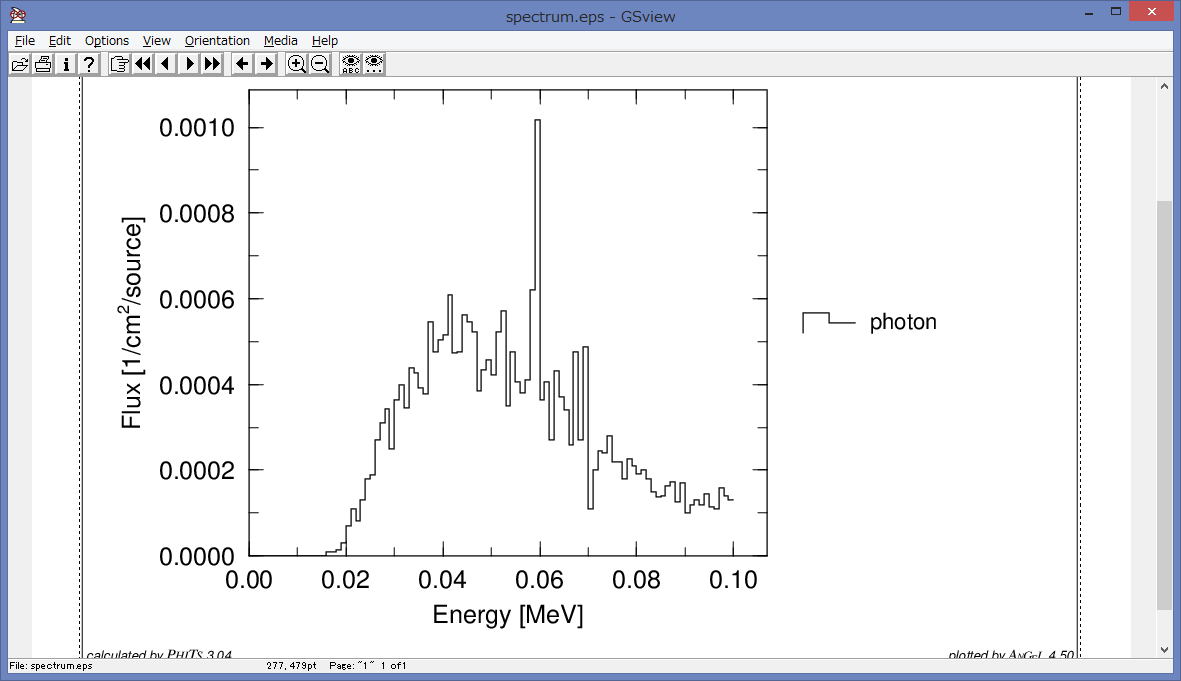 spectrum.eps - GSview
File Edit Options View Orientation Media Help
ABC
0.0010
0.0008
0.0006
0.0004
0.0002
0.0000
Flux [1/cm2/source]
0.00 0.02 0.04 0.06 0.08 0.10
Energy [MeV]
photon
calculated by PHITS 3.04
plotted by ANGEL 4.50
File: spectrum.eps 277, 479pt Page: "1" 1 of 1